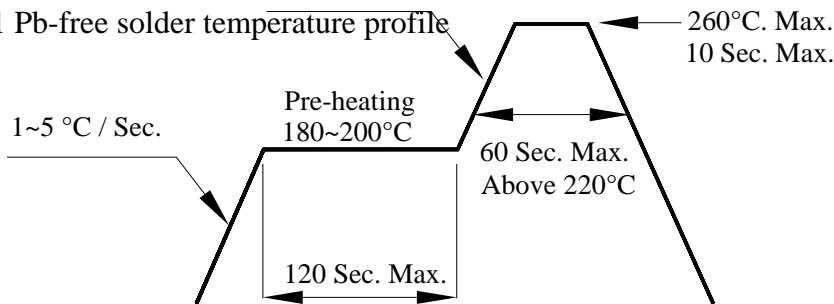 Pb-free solder temperature profile
260°C. Max.
10 Sec. Max.
Pre-heating
180~200°C
1~5 °C / Sec.
60 Sec. Max.
Above 220°C
120 Sec. Max.